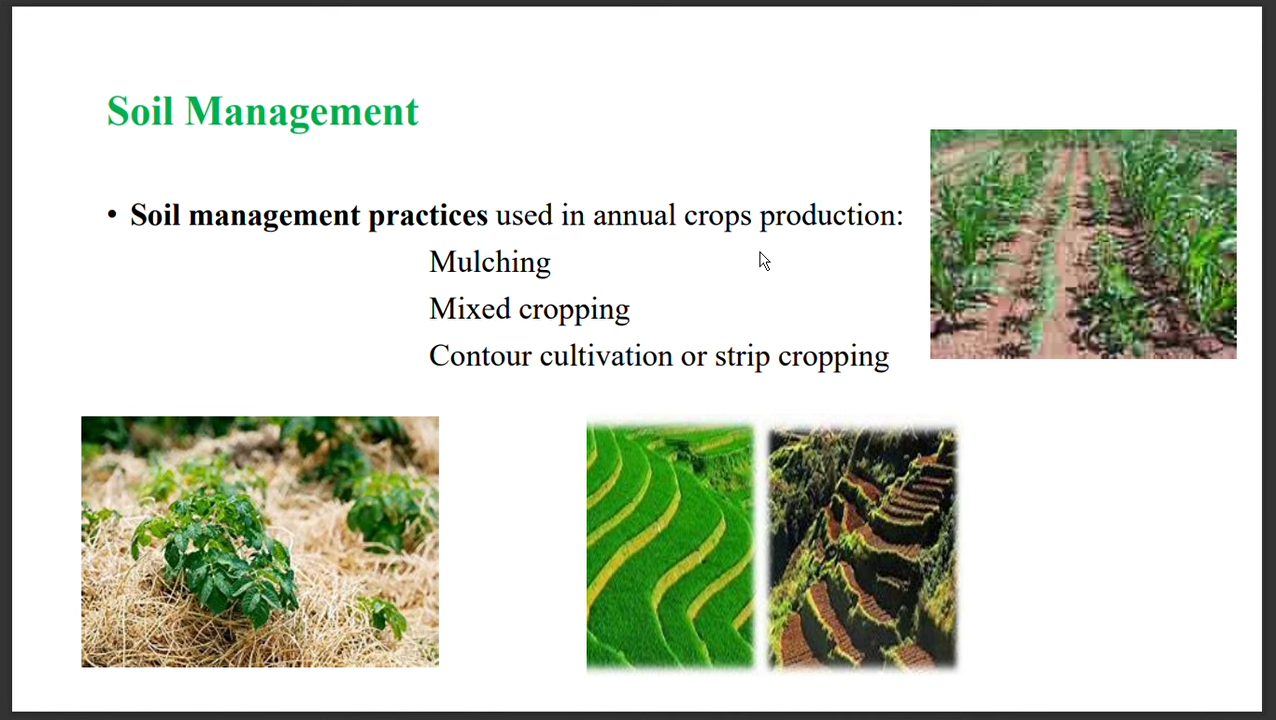 Soil Management
• Soil management practices used in annual crops production:
Mulching
Mixed cropping
Contour cultivation or strip cropping